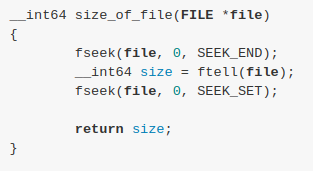 __int64 size_of_file(FILE *file)
{
        fseek(file, 0, SEEK_END);
        __int64 size = ftell(file);
        fseek(file, 0, SEEK_SET);

        return size;
}